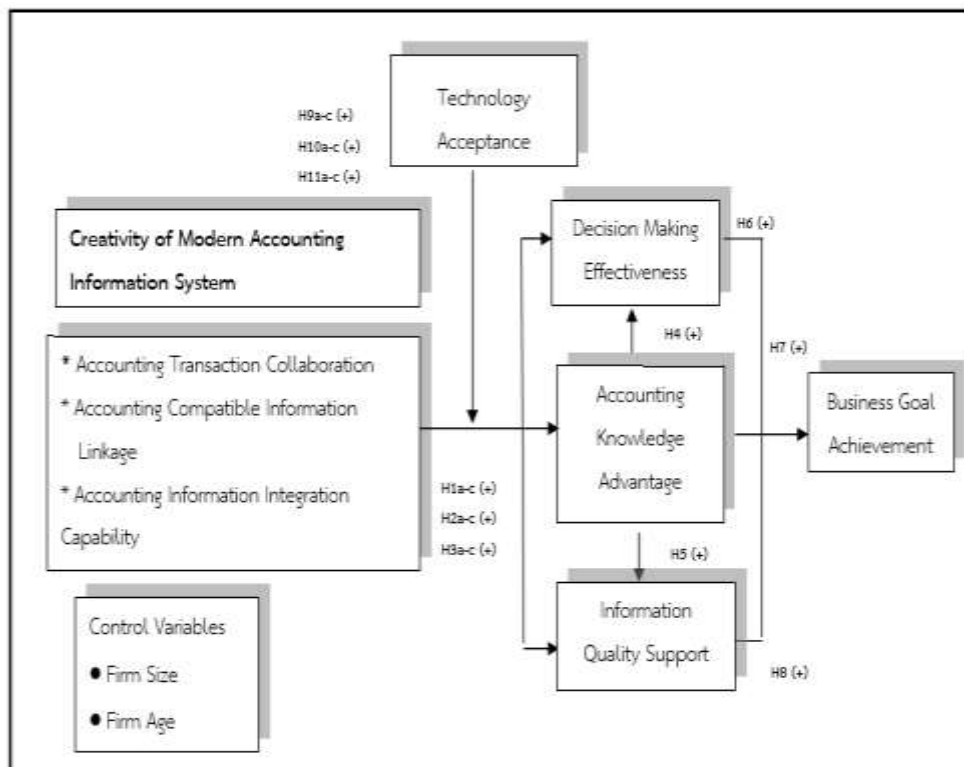 Technology
Acceptance
H9a-c (+)
H10a-c (+)
H11a-c (+)
Creativity of Modern Accounting
Information System
* Accounting Transaction Collaboration
* Accounting Compatible Information
Linkage
* Accounting Information Integration
Capability
H1a-c (+)
H2a-c (+)
H3a-c (+)
Decision Making
Effectiveness
H6 (+)
H4 (+)
H7 (+)
Accounting
Knowledge
Advantage
Business Goal
Achievement
H5 (+)
Information
Quality Support
H8 (+)
Control Variables
● Firm Size
● Firm Age